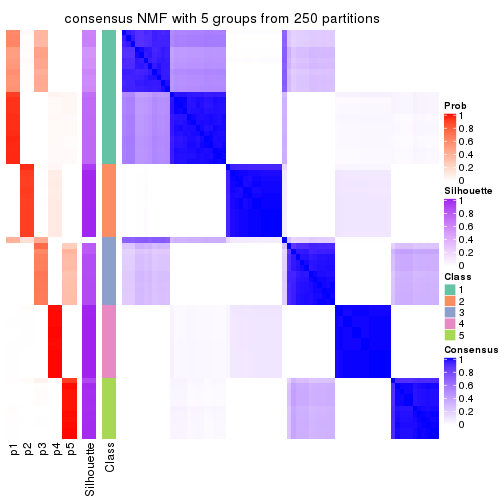 consensus NMF with 5 groups from 250 partitions
Prob
1
0.8
0.6
0.4
0.2
0
Silhouette
1
0.8
0.6
0.4
0.2
0
Class
1
2
3
4
5
Consensus
1
0.8
0.6
0.4
0.2
0
p1
p2
p3
p4
p5
Silhouette
Class